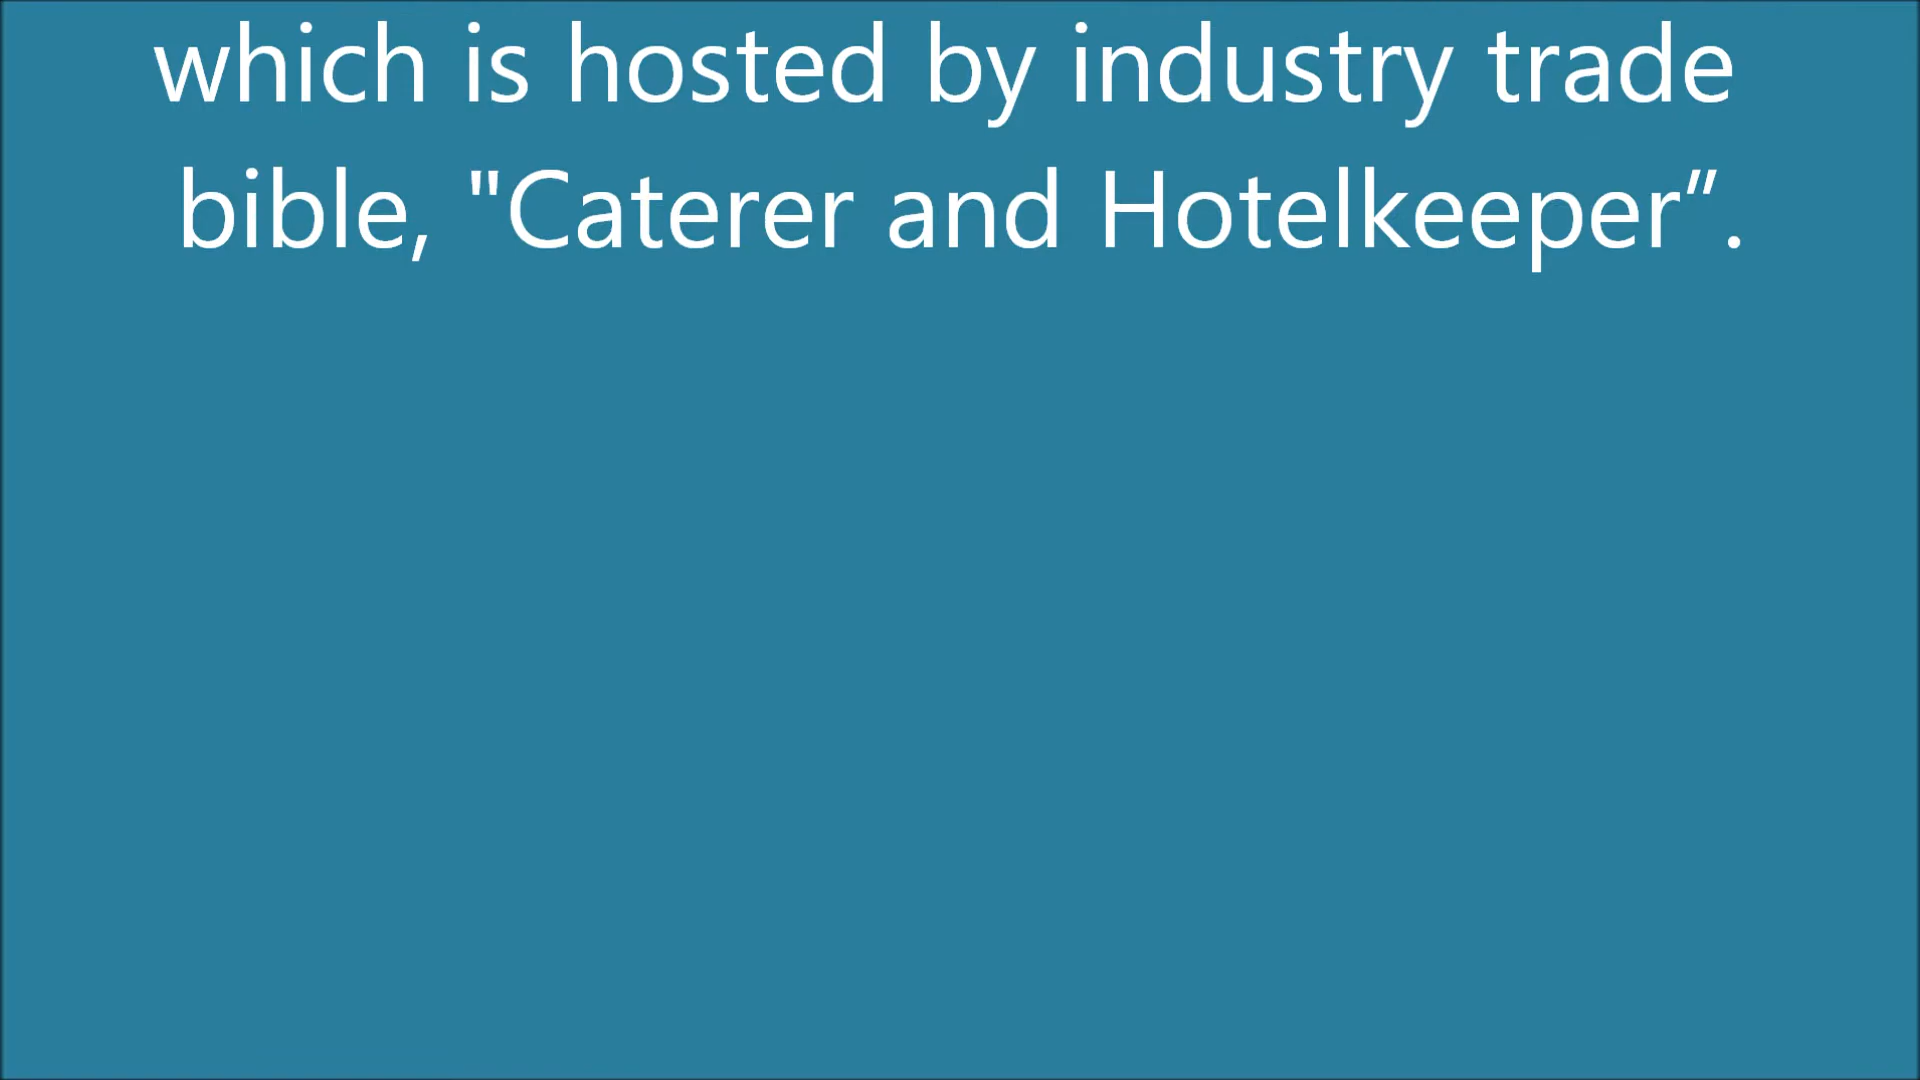 which is hosted by industry trade
bible, "Caterer and Hotelkeeper”.